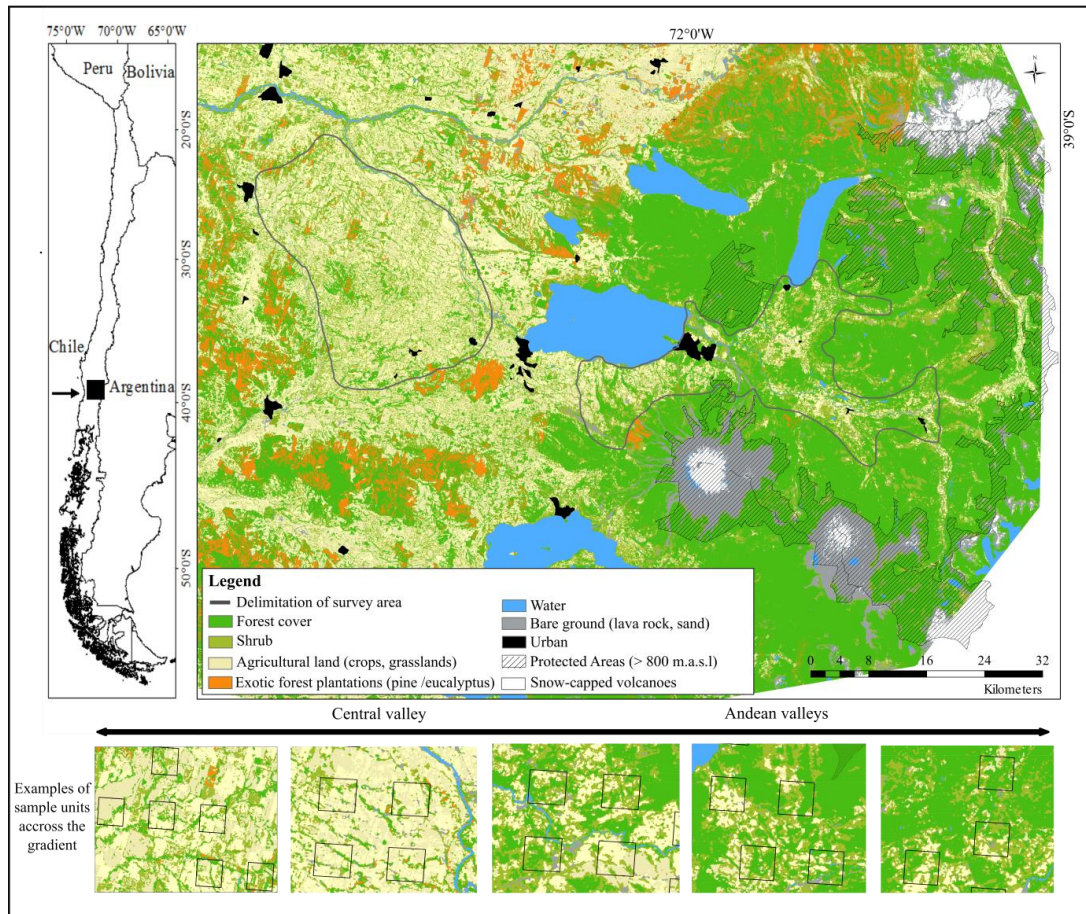 75°0'W 70°0'W 65°0'W
72°0'W
Peru
Bolivia
N
20°0'S
39°0'S
30°0'S
Chile
Argentina
40°0'S
50°0'S
Legend
Delimitation of survey area
Forest cover
Shrub
Agricultural land (crops, grasslands)
Exotic forest plantations (pine /eucalyptus)
Water
Bare ground (lava rock, sand)
Urban
Protected Areas (> 800 m.a.s.l)
Snow-capped volcanoes
0 4 8 16 24 32
Kilometers
Central valley
Andean valleys
Examples of
sample units
accross the
gradient